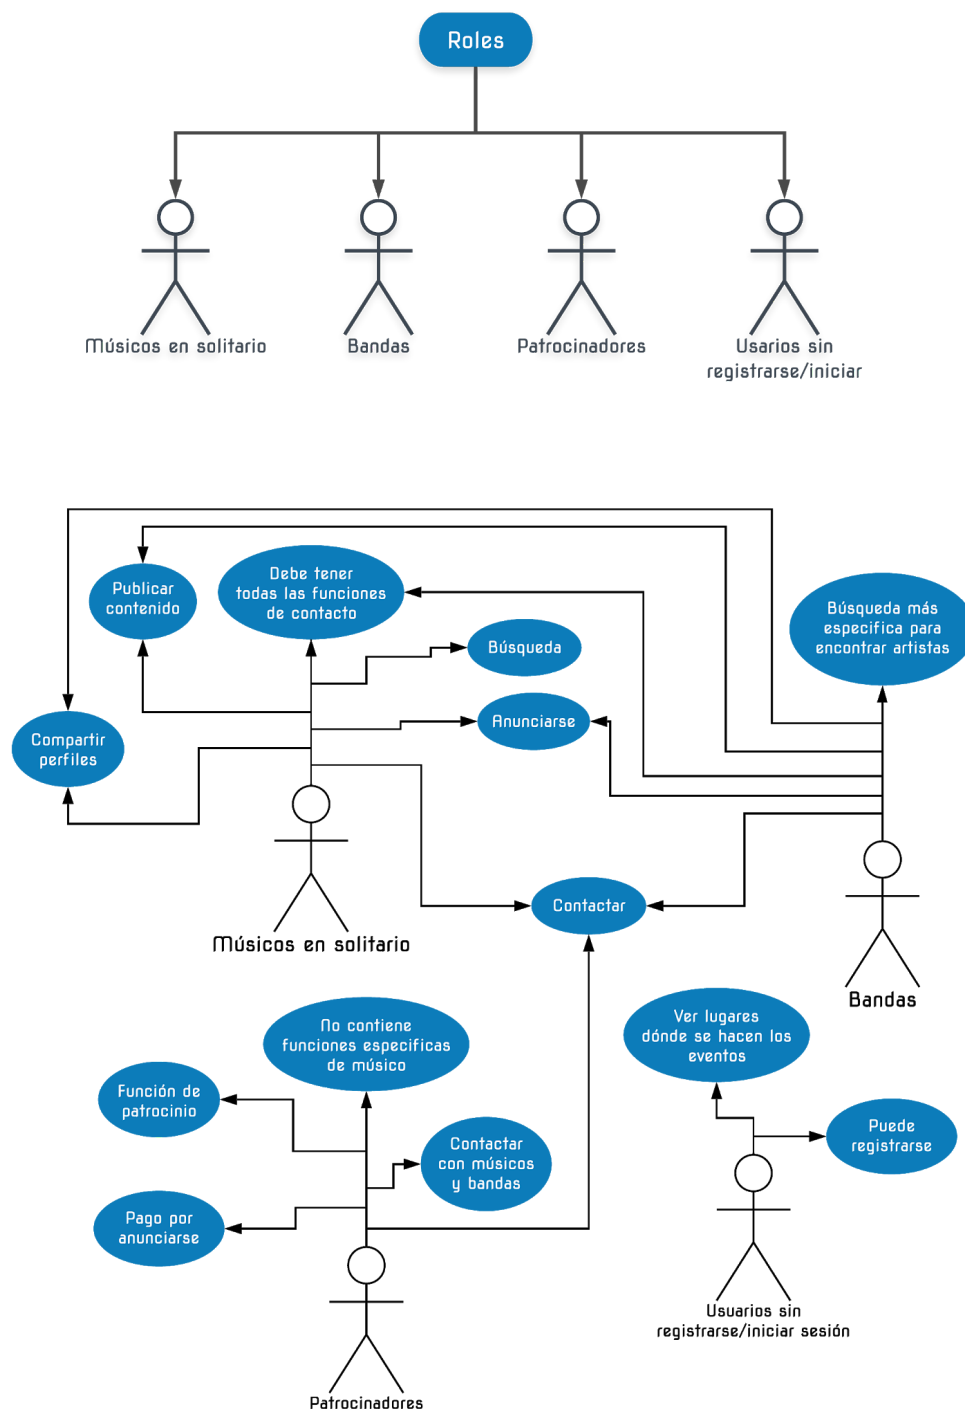 Roles
Músicos en solitario
Bandas
Patrocinadores
Usarios sin
registrarse/iniciar
Publicar
contenido
Debe tener
todas las funciones
de contacto
Búsqueda
Búsqueda más
especifica para
encontrar artistas
Anunciarse
Compartir
perfiles
Contactar
Músicos en solitario
Bandas
No contiene
funciones especificas
de músico
Ver lugares
dónde se hacen los
eventos
Función de
patrocinio
Contactar
con músicos
y bandas
Puede
registrarse
Pago por
anunciarse
Usuarios sin
registrarse/iniciar sesión
Patrocinadores